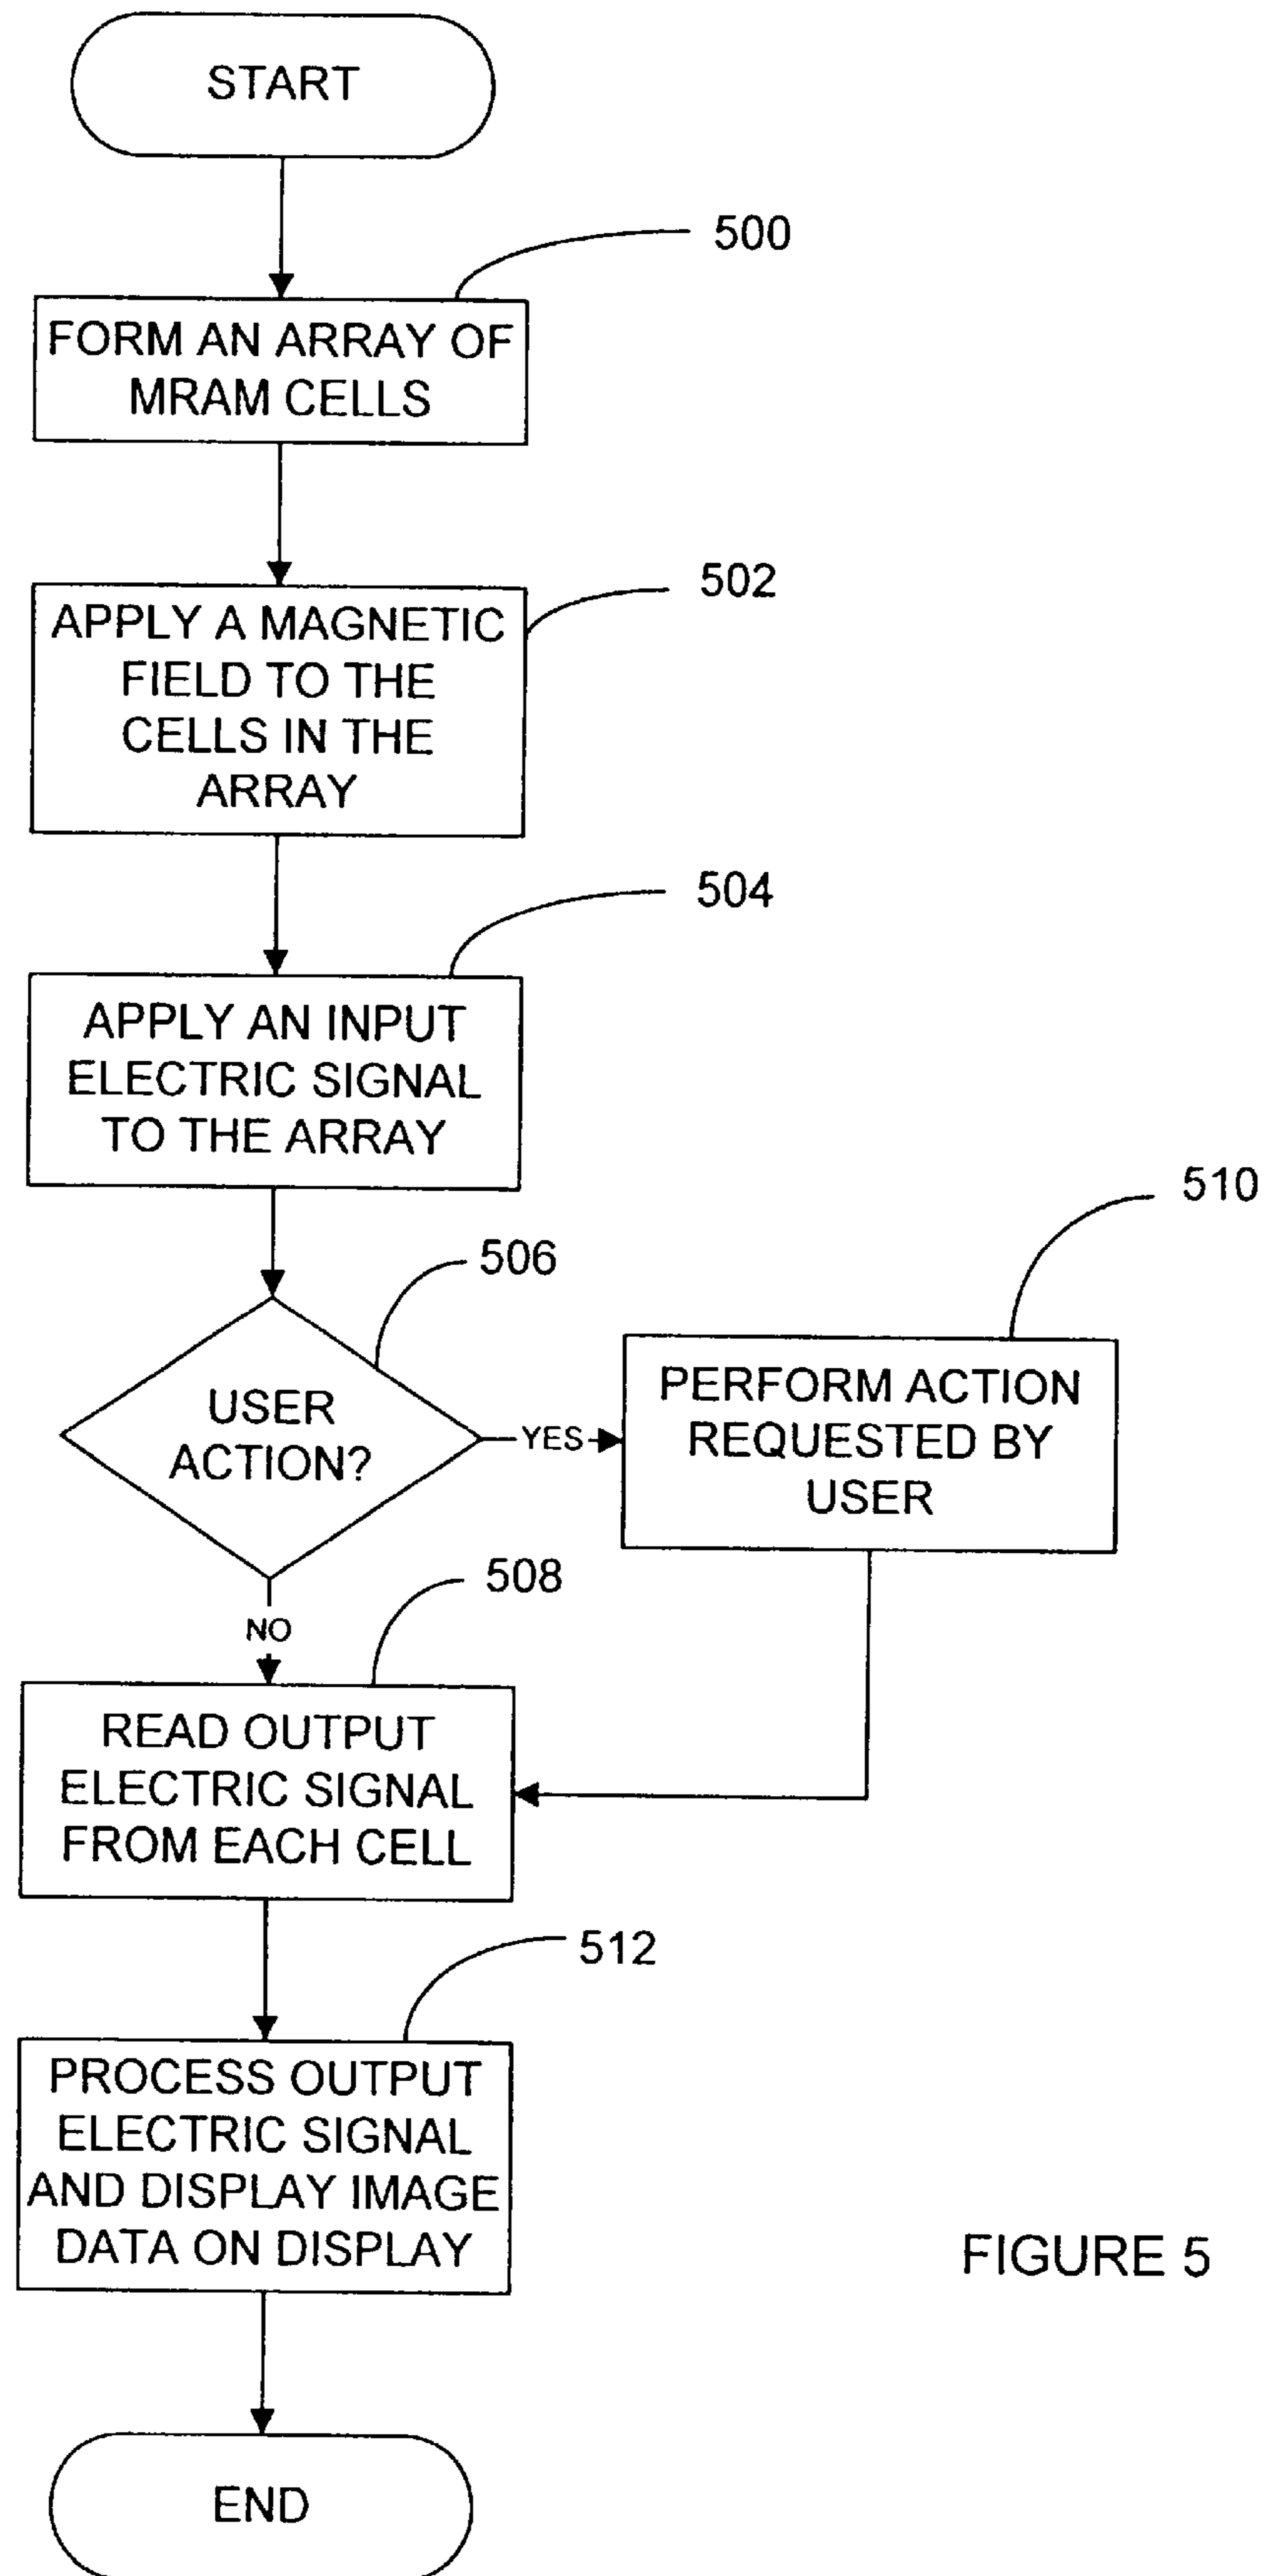 START
500
FORM AN ARRAY OF
MRAM CELLS
502
APPLY A MAGNETIC
FIELD TO THE
CELLS IN THE
ARRAY
504
APPLY AN INPUT
ELECTRIC SIGNAL
TO THE ARRAY
506
USER
ACTION?
YES
510
PERFORM ACTION
REQUESTED BY
USER
NO
508
READ OUTPUT
ELECTRIC SIGNAL
FROM EACH CELL
512
PROCESS OUTPUT
ELECTRIC SIGNAL
AND DISPLAY IMAGE
DATA ON DISPLAY
FIGURE 5
END